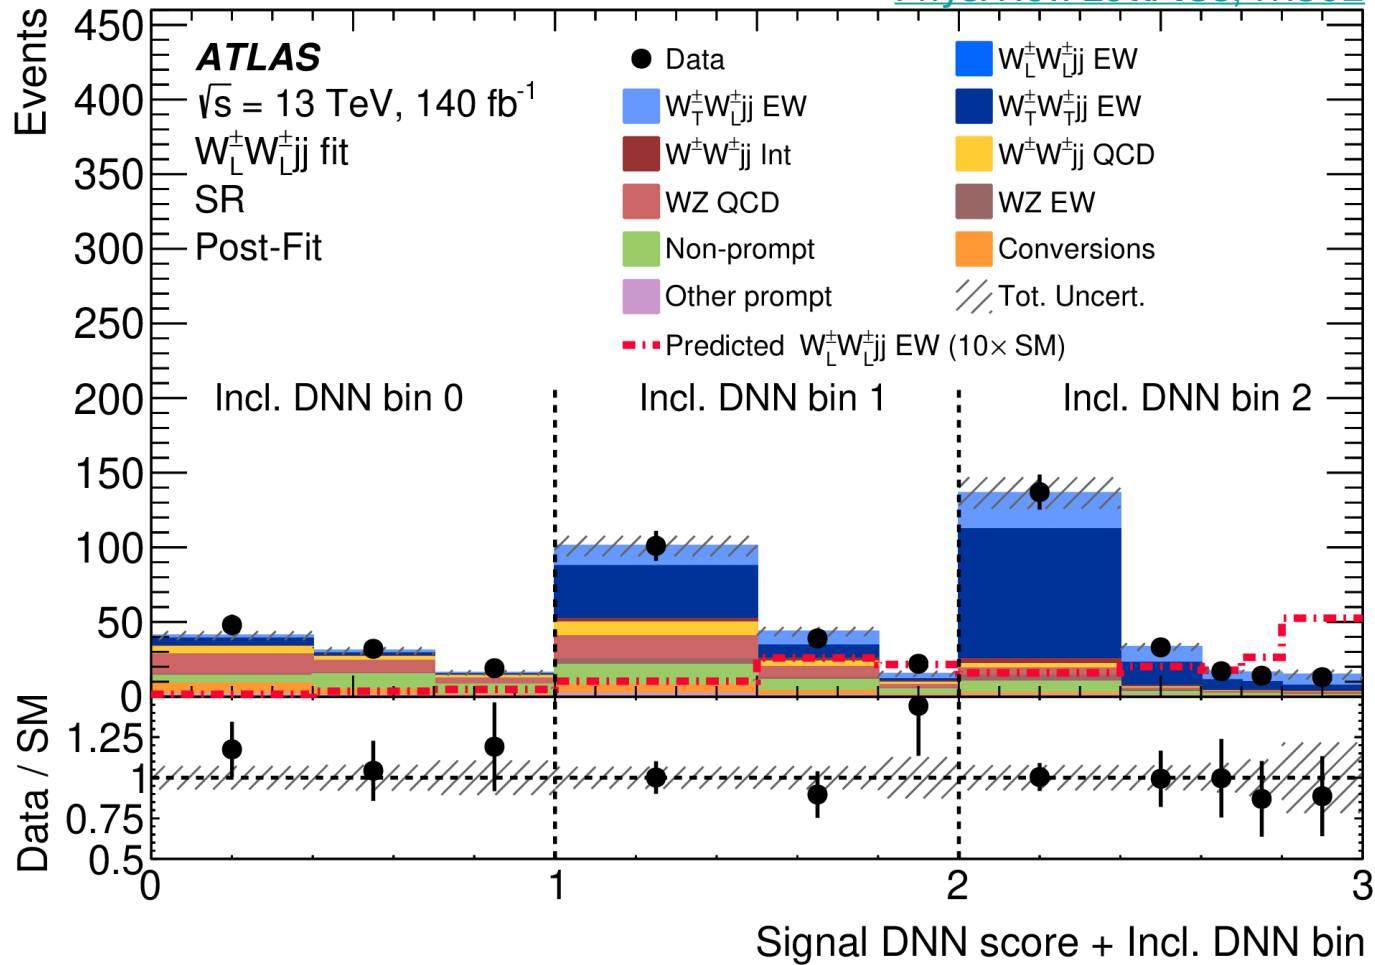 Events
450
400
350
300
250
200
150
100
50
0
ATLAS
√s = 13 TeV, 140 fb⁻¹
W±LW±Ljj fit
SR
Post-Fit
Data
W±LW±Ljj EW
W±TW±Ljj EW
W±TW±Tjj EW
W±W±jj Int
W±W±jj QCD
WZ QCD
WZ EW
Non-prompt
Conversions
Other prompt
Tot. Uncert.
Predicted W±LW±Ljj EW (10× SM)
Incl. DNN bin 0
Incl. DNN bin 1
Incl. DNN bin 2
Data / SM
1.25
1
0.75
0.5
0
1
2
3
Signal DNN score + Incl. DNN bin